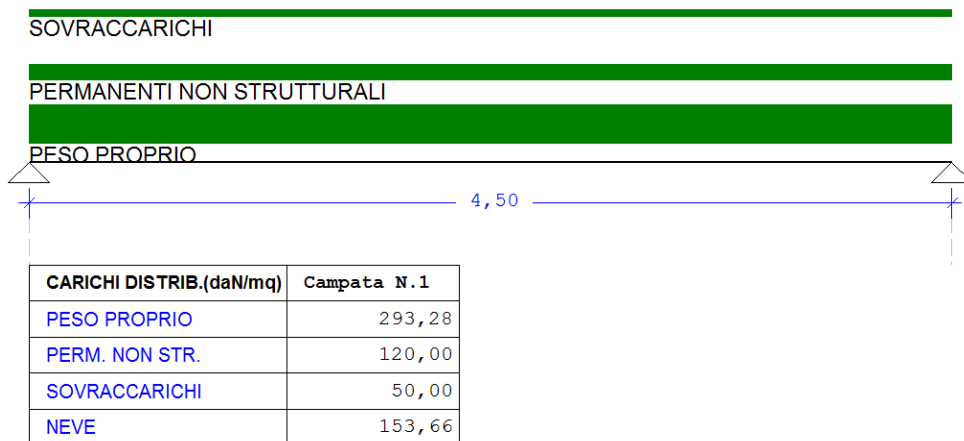 SOVRACCARICHI
PERMANENTI NON STRUTTURALI
PESO PROPRIO
4,50
CARICHI DISTRIB.(daN/mq) Campata N.1
PESO PROPRIO 293,28
PERM. NON STR. 120,00
SOVRACCARICHI 50,00
NEVE 153,66